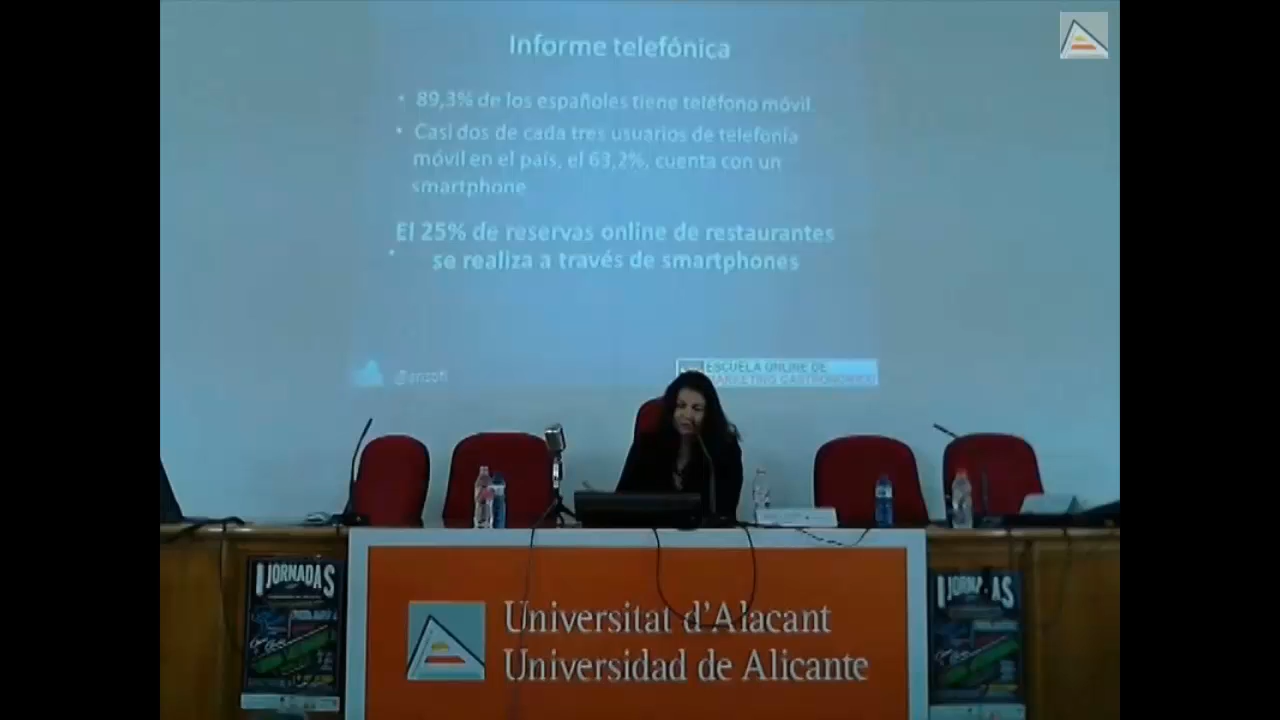 Informe telefónica
• 89,3% de los españoles tiene teléfono móvil.
• Casi dos de cada tres usuarios de telefonía
móvil en el país, el 63,2%, cuenta con un
smartphone
El 25% de reservas online de restaurantes
• se realiza a través de smartphones
ESCUELA ONLINE DE
MARKETING GASTRONÓMICO
I JORNADAS
I JORNADAS
Universitat d'Alacant
Universidad de Alicante